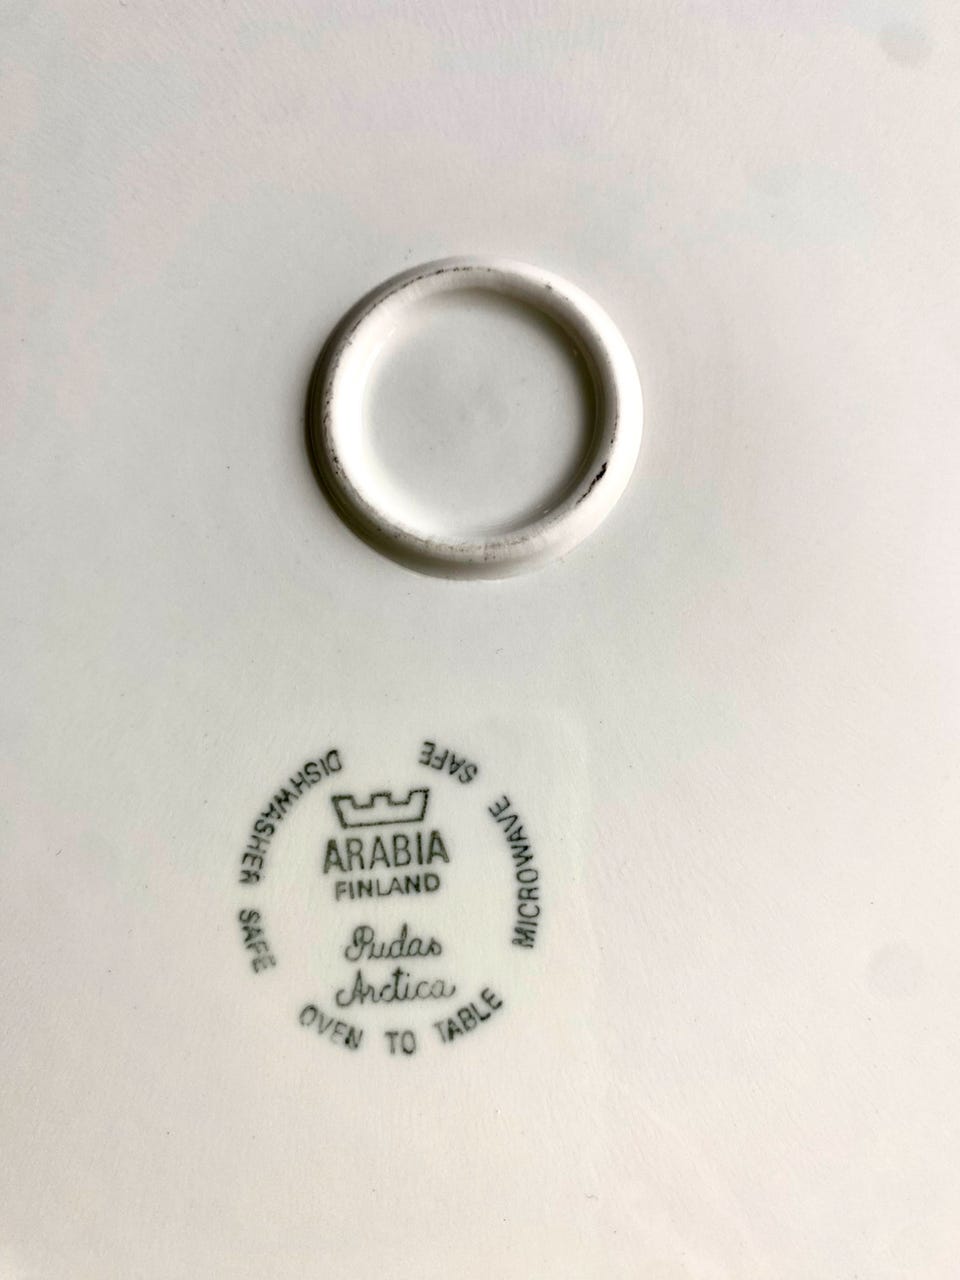 ARABIA
FINLAND
Pudas
Arctica
DISHWASHER SAFE
OVEN TO TABLE
MICROWAVE SAFE